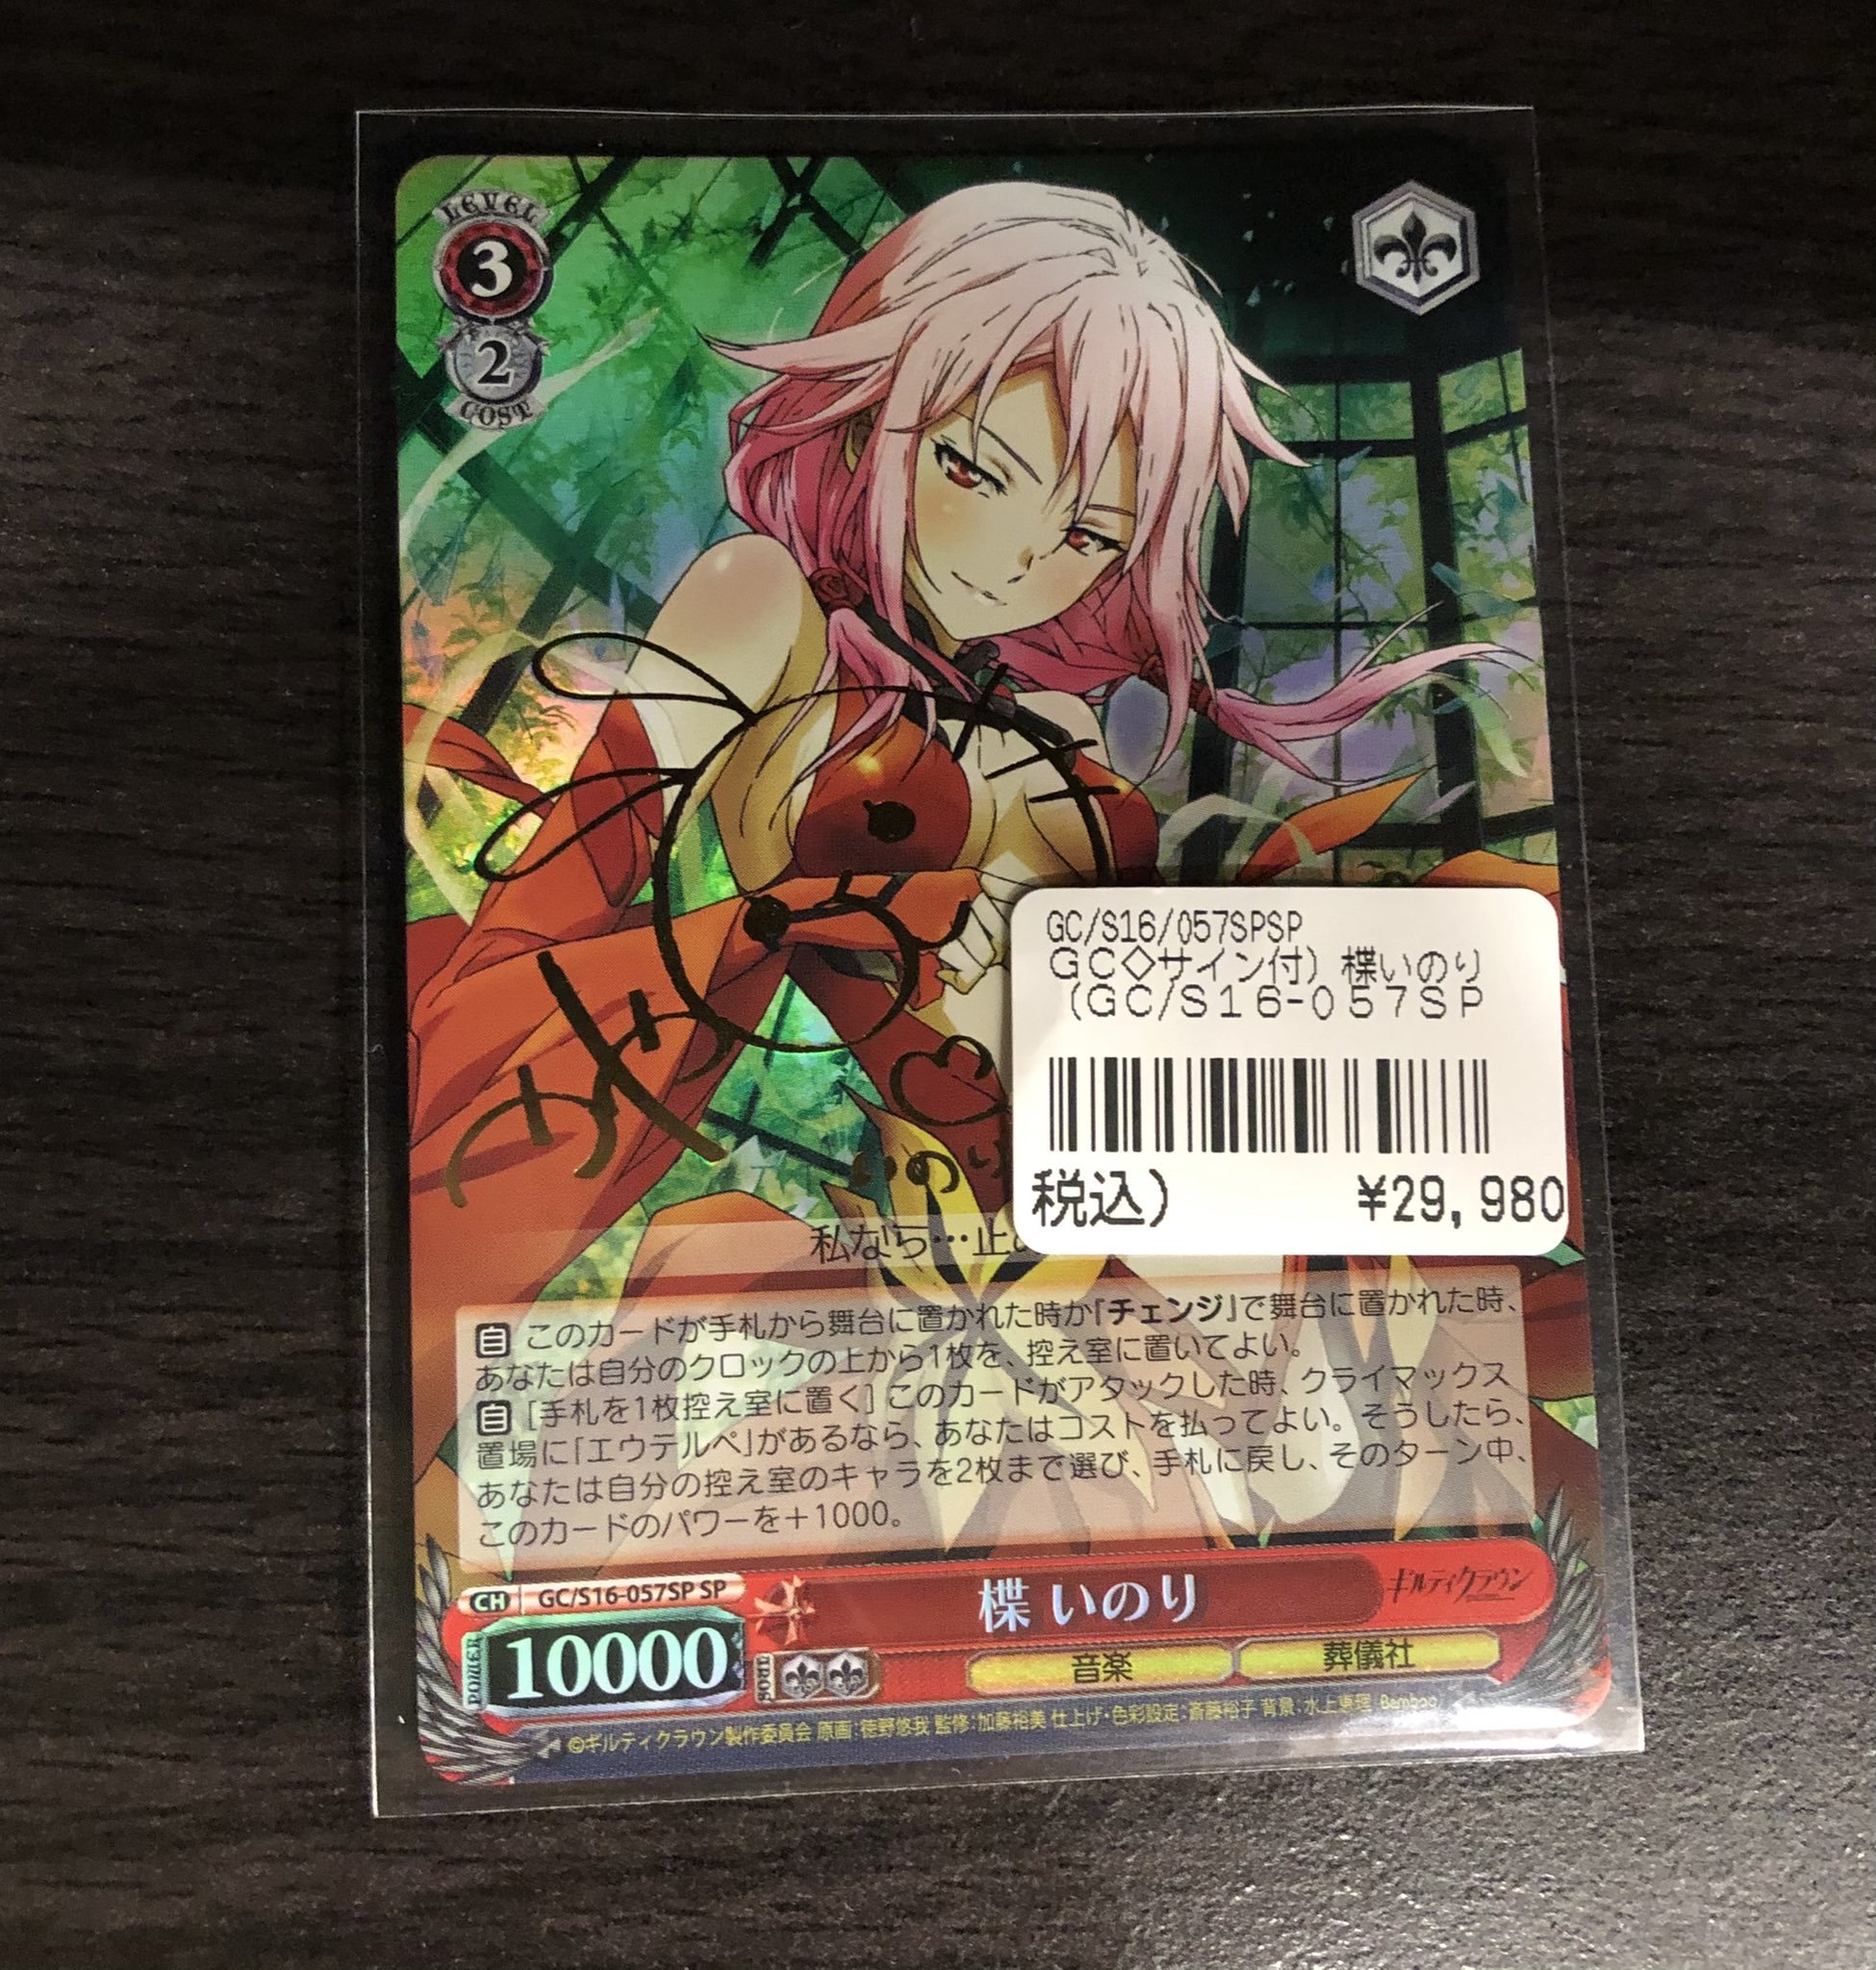 LEVEL
3
2
COST
GC/S16/057SPSP
GC◇サイン付) 楪いのり
(GC/S16-057SP
税込) ¥29,980
いのり
私なら…止
自 このカードが手札から舞台に置かれた時か『チェンジ』で舞台に置かれた時、
あなたは自分のクロックの上から1枚を、控え室に置いてよい。
自 [手札を1枚控え室に置く] このカードがアタックした時、クライマックス
置場に「エウテルペ」があるなら、あなたはコストを払ってよい。そうしたら、
あなたは自分の控え室のキャラを2枚まで選び、手札に戻し、そのターン中、
このカードのパワーを+1000。
CH GC/S16-057SP SP
楪 いのり
ギルティクラウン
POWER
10000
SOUL
音楽
葬儀社
©ギルティクラウン製作委員会 原画:徳野悠我 監修:加藤裕美 仕上げ・色彩設定:斎藤裕子 背景:水上恵理 Bamboo